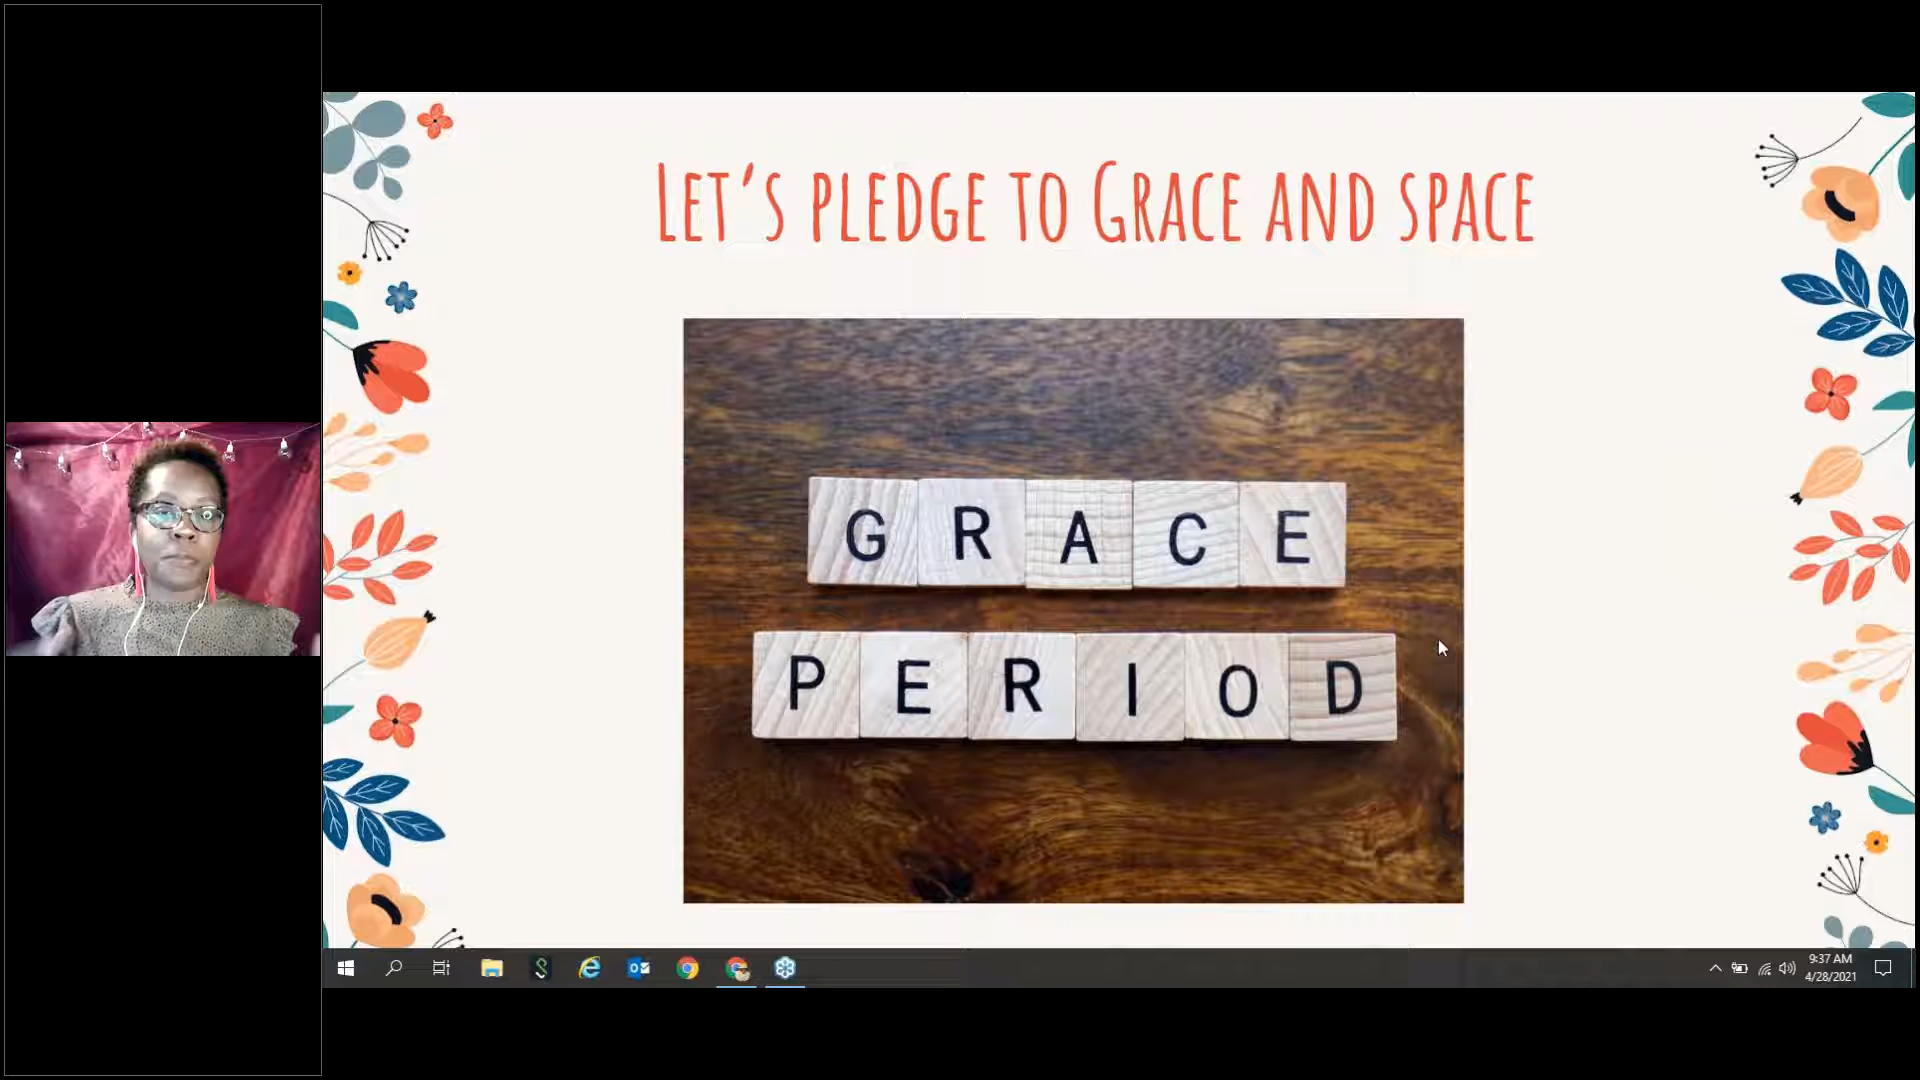 Let's pledge to Grace and space
GRACE
PERIOD
9:37 AM
4/28/2021